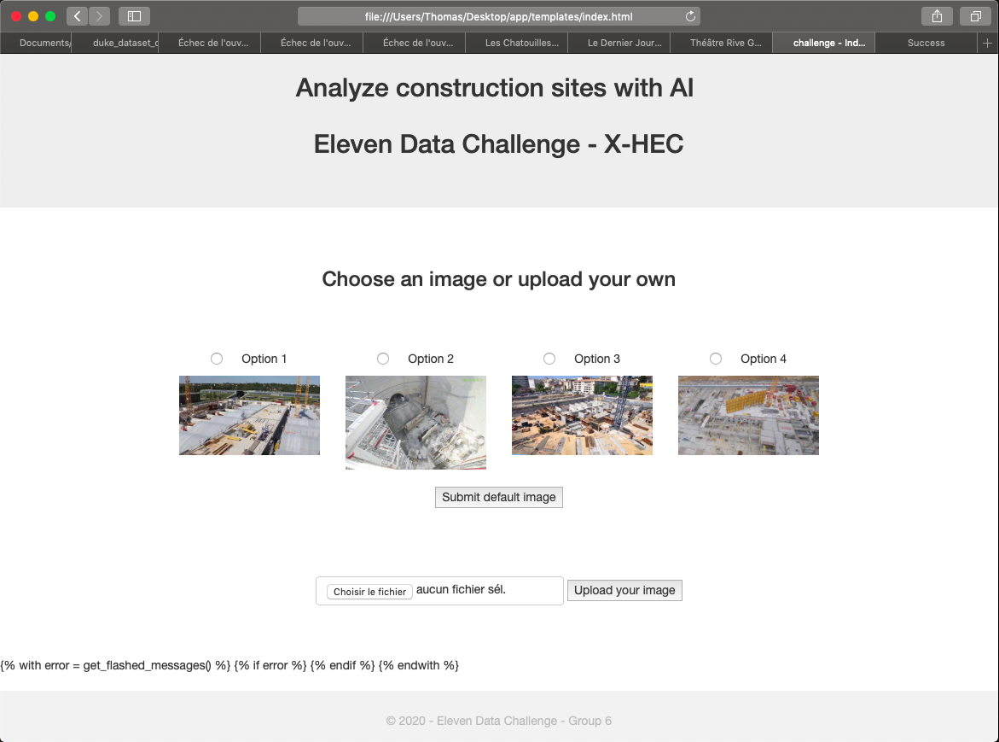 file:///Users/Thomas/Desktop/app/templates/index.html
Documents/ duke_dataset_c Échec de l'ouv... Échec de l'ouv... Échec de l'ouv... Les Chatouilles... Le Dernier Jour... Théâtre Rive G... challenge - Ind... Success
Analyze construction sites with AI
Eleven Data Challenge - X-HEC
Choose an image or upload your own
Option 1 Option 2 Option 3 Option 4
Submit default image
Choisir le fichier aucun fichier sél. Upload your image
{% with error = get_flashed_messages() %} {% if error %} {% endif %} {% endwith %}
© 2020 - Eleven Data Challenge - Group 6